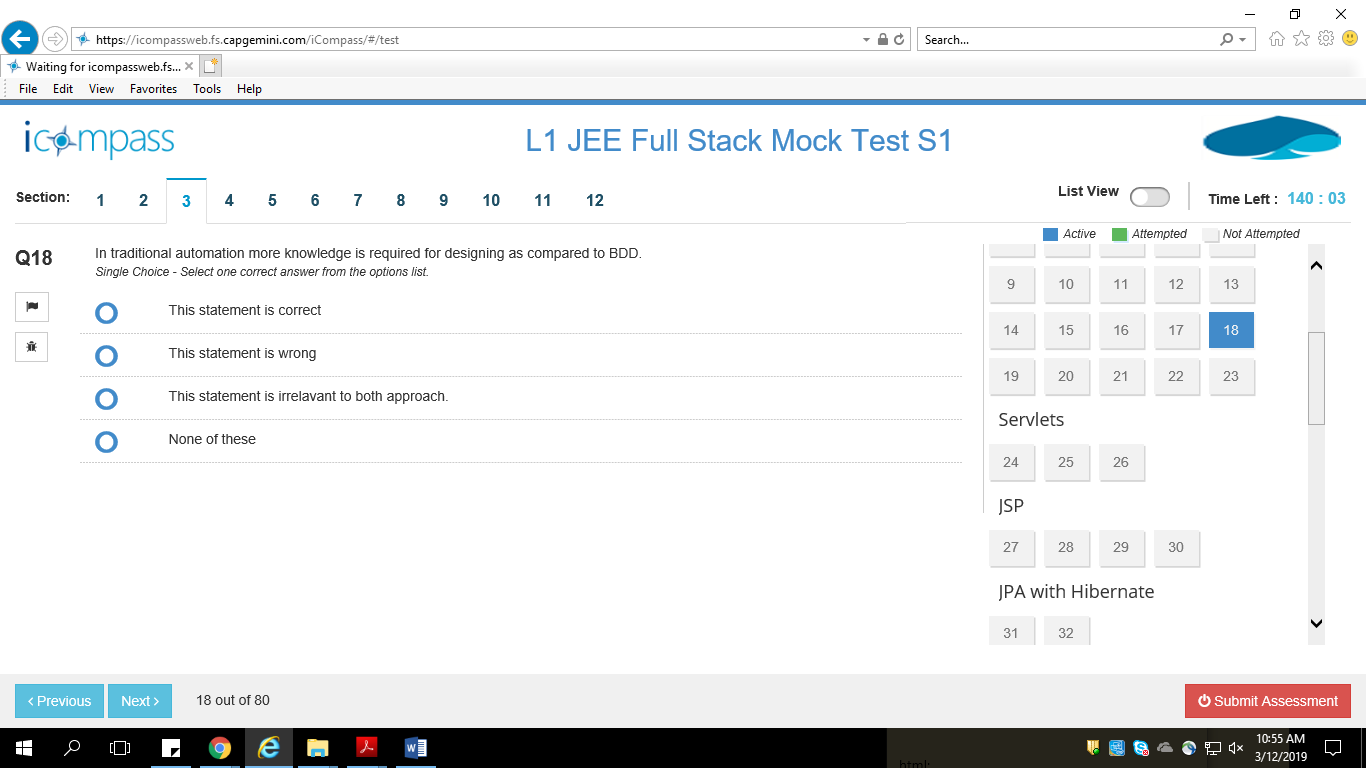 https://icompassweb.fs.capgemini.com/iCompass/#/test
Search...
Waiting for icompassweb.fs...
File Edit View Favorites Tools Help
icompass
L1 JEE Full Stack Mock Test S1
Section: 1 2 3 4 5 6 7 8 9 10 11 12
List View
Time Left : 140 : 03
Active Attempted Not Attempted
Q18
In traditional automation more knowledge is required for designing as compared to BDD.
Single Choice - Select one correct answer from the options list.
This statement is correct
This statement is wrong
This statement is irrelavant to both approach.
None of these
9 10 11 12 13
14 15 16 17 18
19 20 21 22 23
Servlets
24 25 26
JSP
27 28 29 30
JPA with Hibernate
31 32
< Previous
Next >
18 out of 80
Submit Assessment
10:55 AM
3/12/2019
html: